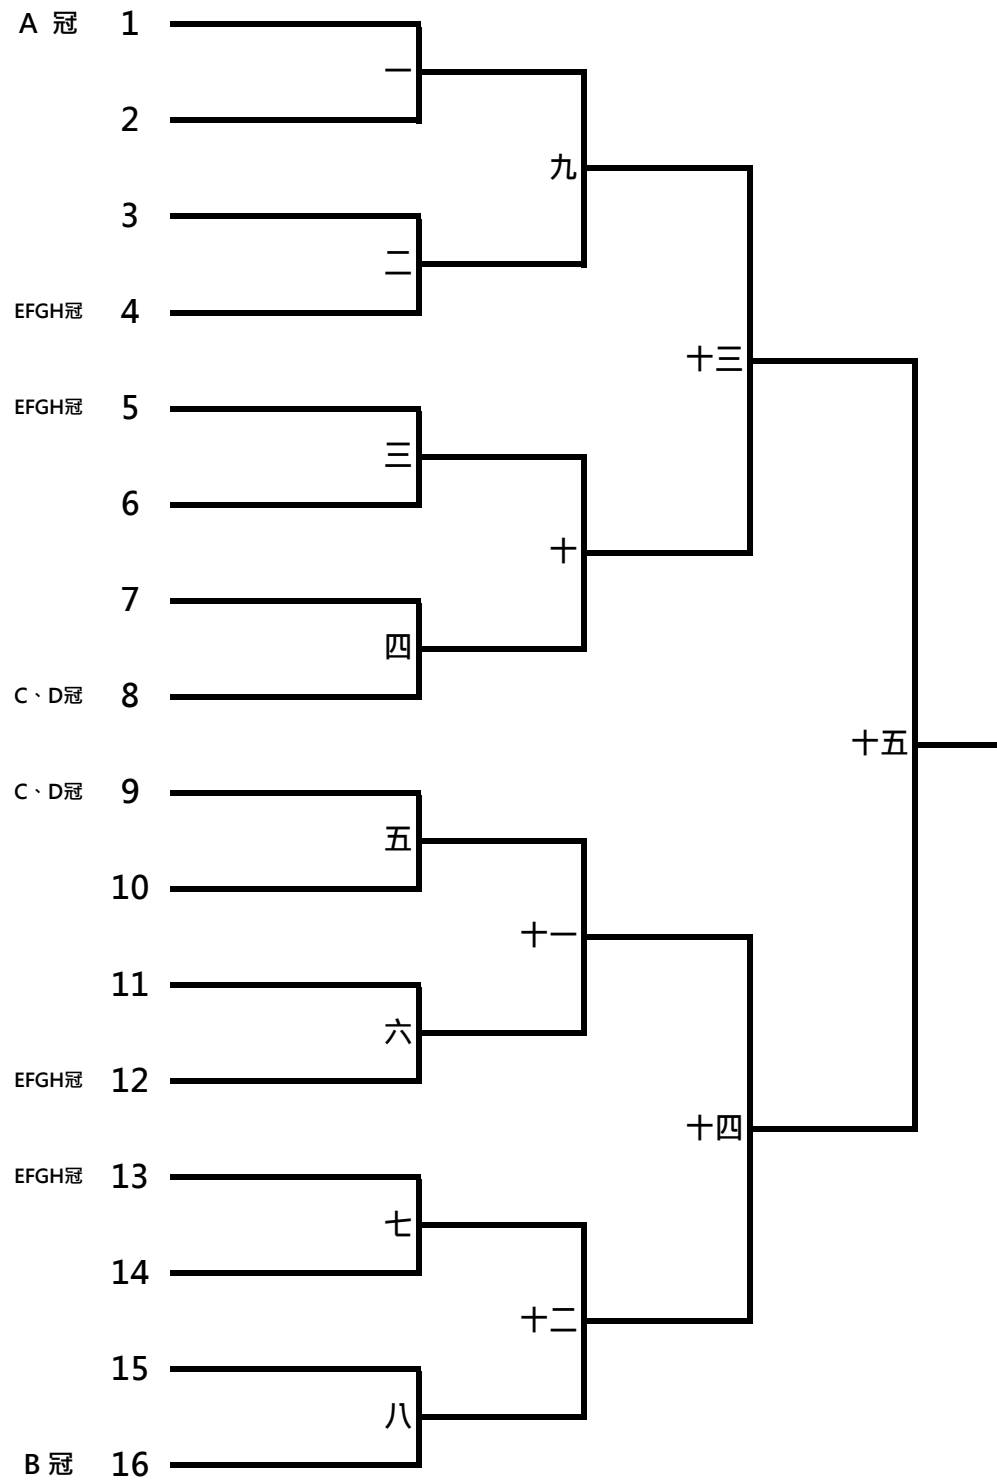 A 冠 1
一
2
九
3
二
EFGH冠 4
十三
EFGH冠 5
三
6
十
7
四
C、D冠 8
十五
C、D冠 9
五
10
十一
11
六
EFGH冠 12
十四
EFGH冠 13
七
14
十二
15
八
B 冠 16